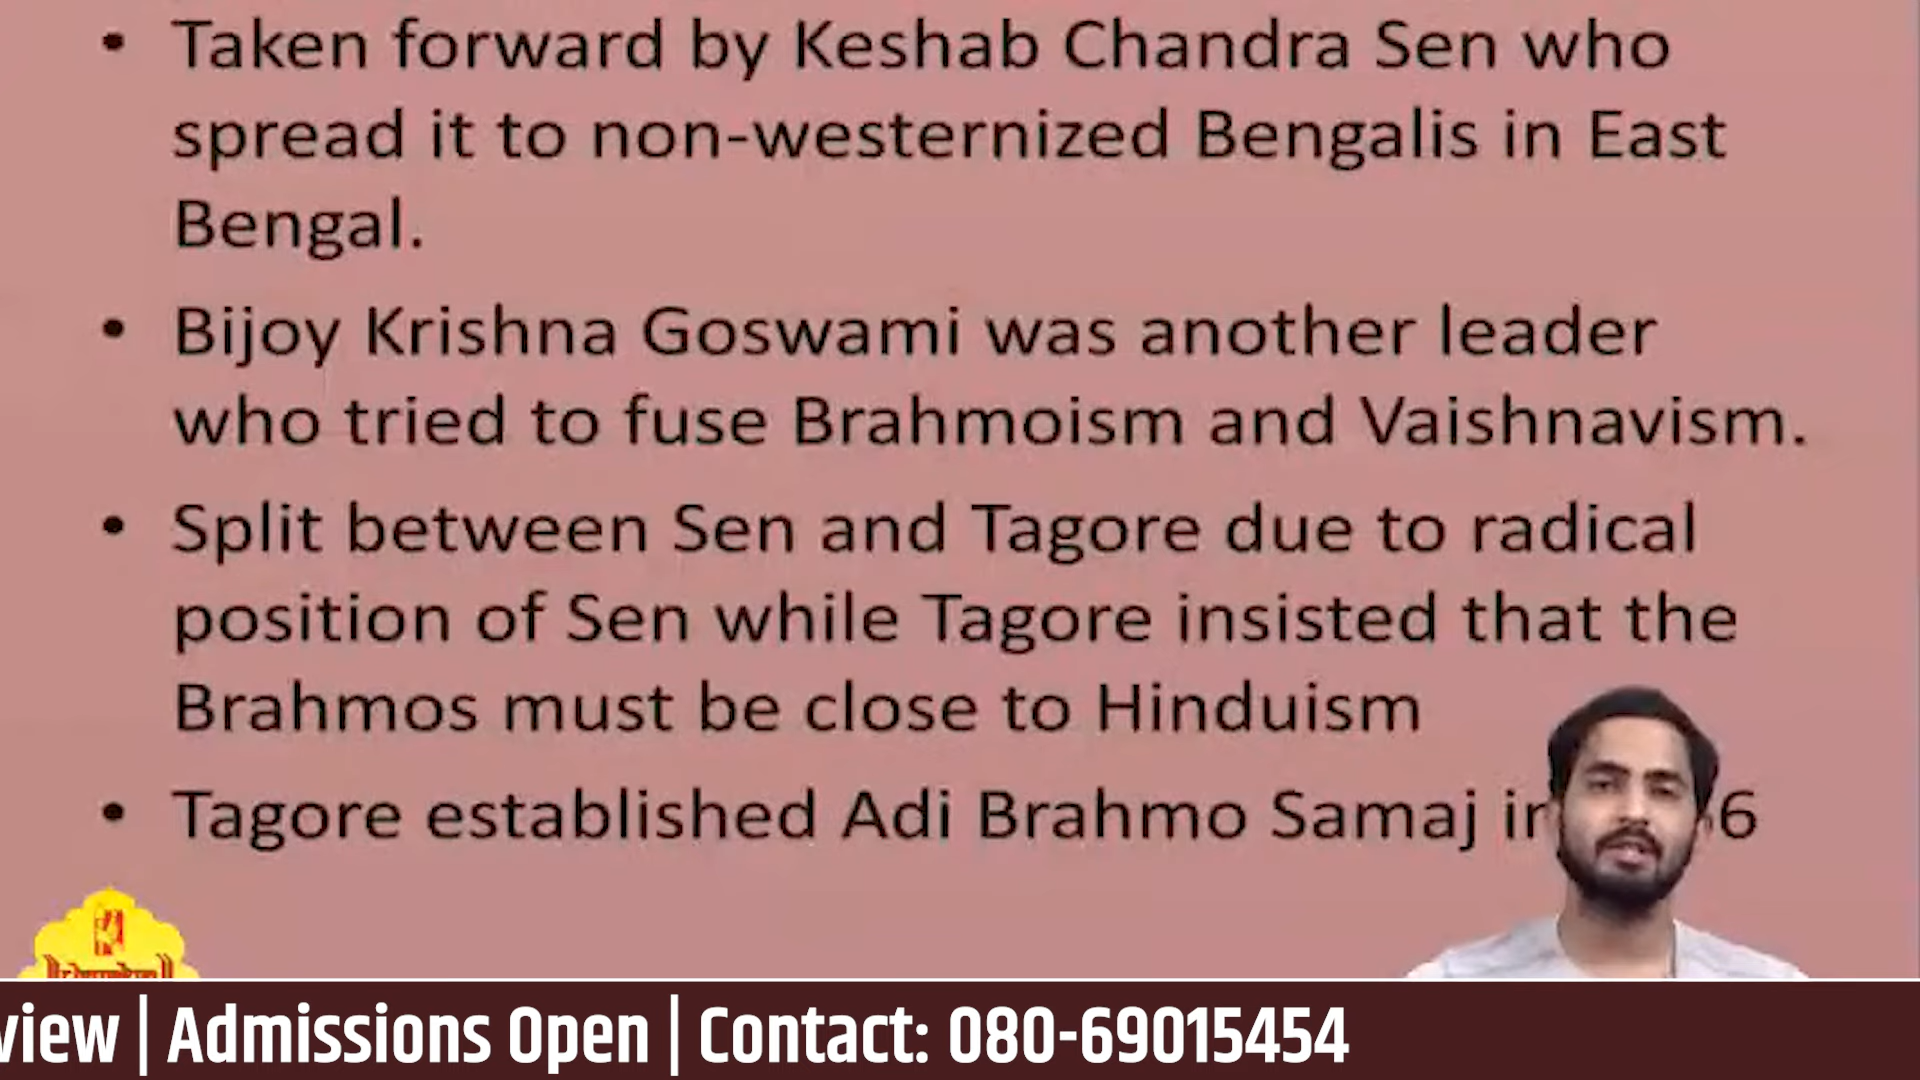 • Taken forward by Keshab Chandra Sen who
spread it to non-westernized Bengalis in East
Bengal.
• Bijoy Krishna Goswami was another leader
who tried to fuse Brahmoism and Vaishnavism.
• Split between Sen and Tagore due to radical
position of Sen while Tagore insisted that the
Brahmos must be close to Hinduism
• Tagore established Adi Brahmo Samaj in 6
view | Admissions Open | Contact: 080-69015454